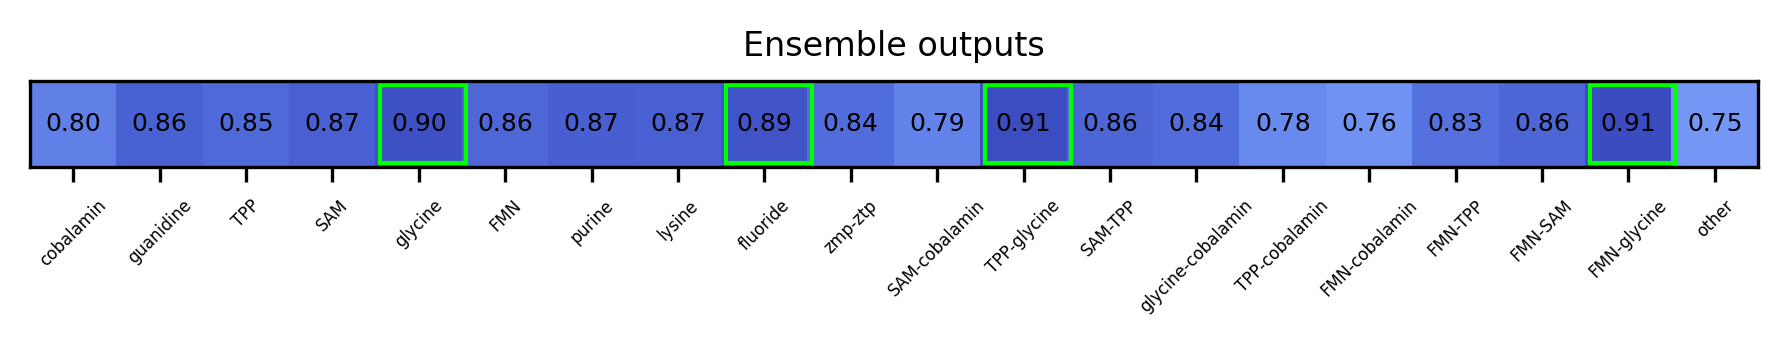 Ensemble outputs
0.80 0.86 0.85 0.87 0.90 0.86 0.87 0.87 0.89 0.84 0.79 0.91 0.86 0.84 0.78 0.76 0.83 0.86 0.91 0.75
cobalamin guanidine TPP SAM glycine FMN purine lysine fluoride zmp-ztp SAM-cobalamin TPP-glycine SAM-TPP glycine-cobalamin TPP-cobalamin FMN-cobalamin FMN-TPP FMN-SAM FMN-glycine other